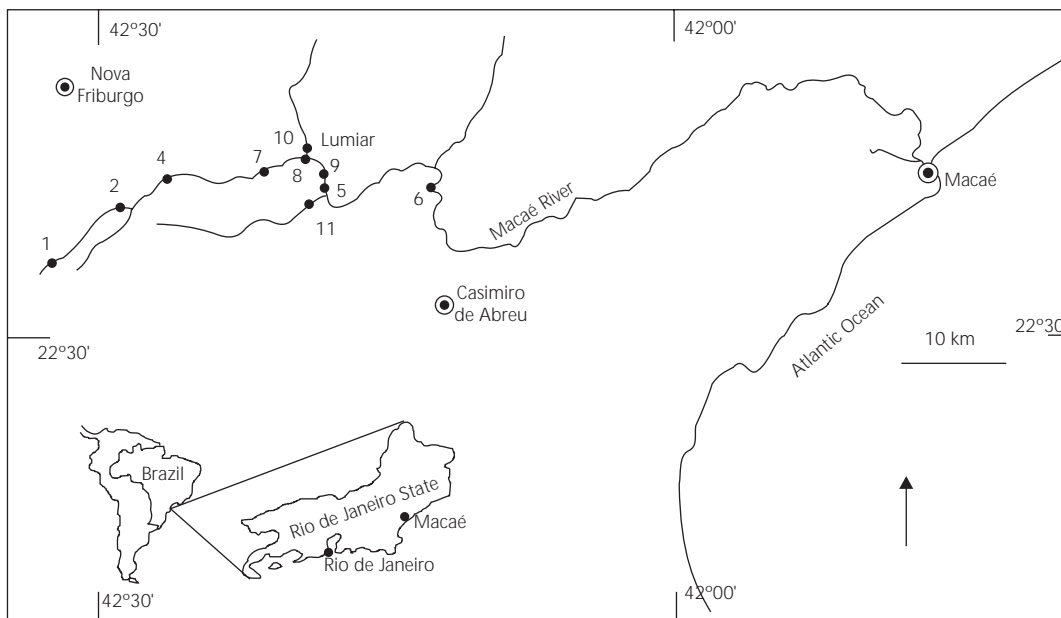 42°30'
42°00'
Nova
Friburgo
10
Lumiar
4
7
8
9
2
5
6
11
1
Macaé River
Macaé
Casimiro
de Abreu
Atlantic Ocean
22°30'
22°30'
10 km
Brazil
Rio de Janeiro State
Macaé
Rio de Janeiro
42°30'
42°00'